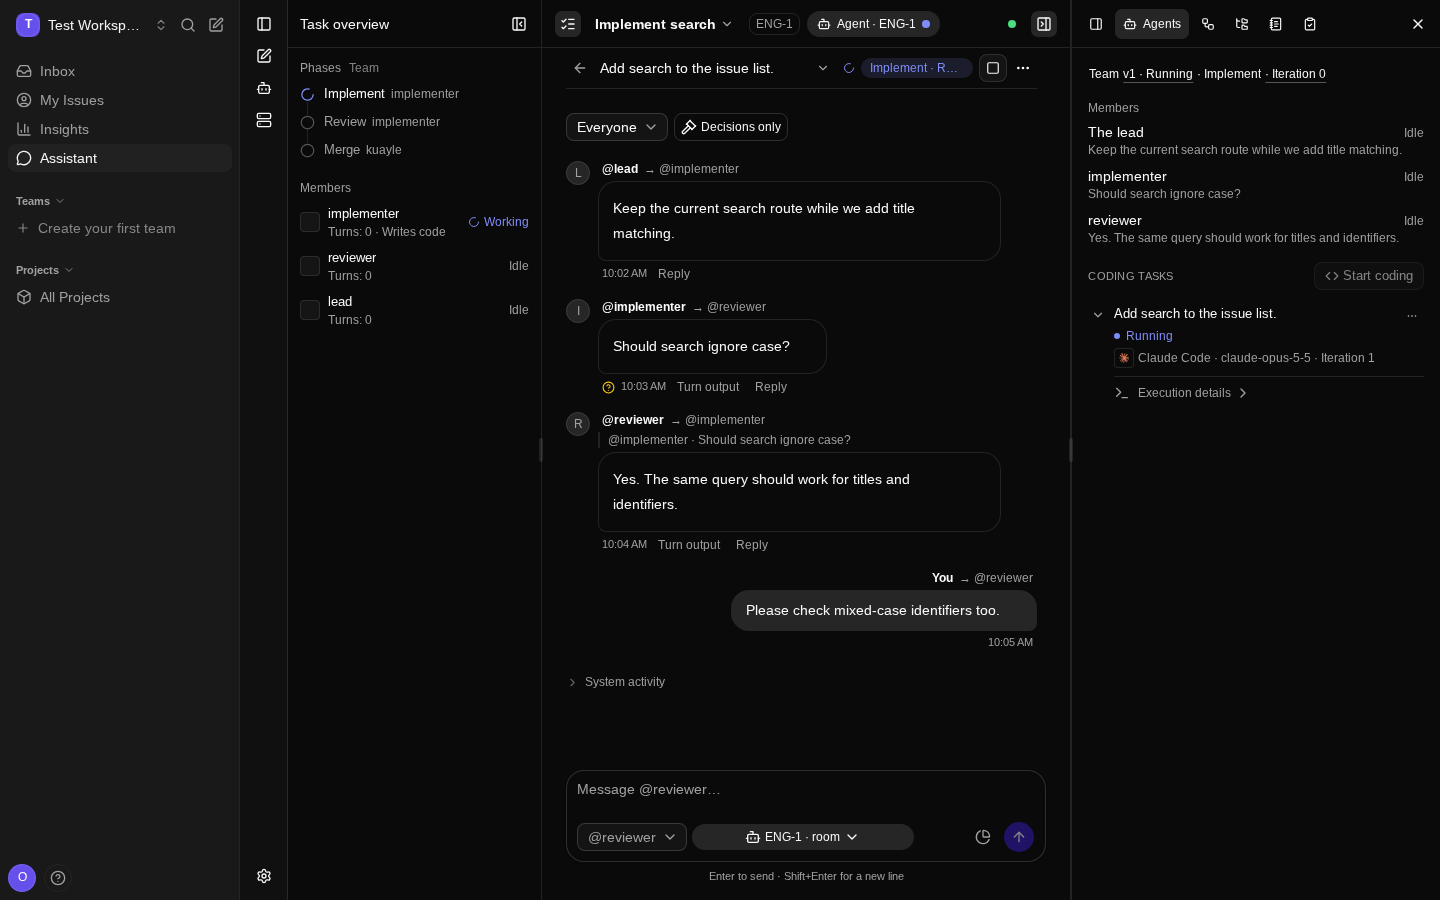 T Test Worksp…
Inbox
My Issues
Insights
Assistant
Teams
Create your first team
Projects
All Projects
O
Task overview
Phases Team
Implement implementer
Review implementer
Merge kuayle
Members
implementer
Turns: 0 · Writes code
Working
reviewer
Turns: 0
Idle
lead
Turns: 0
Idle
Implement search ENG-1 Agent · ENG-1
Add search to the issue list. Implement · R…
Everyone Decisions only
L @lead → @implementer
Keep the current search route while we add title
matching.
10:02 AM Reply
I @implementer → @reviewer
Should search ignore case?
10:03 AM Turn output Reply
R @reviewer → @implementer
@implementer · Should search ignore case?
Yes. The same query should work for titles and
identifiers.
10:04 AM Turn output Reply
You → @reviewer
Please check mixed-case identifiers too.
10:05 AM
System activity
Message @reviewer…
@reviewer ENG-1 · room
Enter to send · Shift+Enter for a new line
Agents
Team v1 · Running · Implement · Iteration 0
Members
The lead Idle
Keep the current search route while we add title matching.
implementer Idle
Should search ignore case?
reviewer Idle
Yes. The same query should work for titles and identifiers.
CODING TASKS Start coding
Add search to the issue list.
Running
Claude Code · claude-opus-5-5 · Iteration 1
Execution details